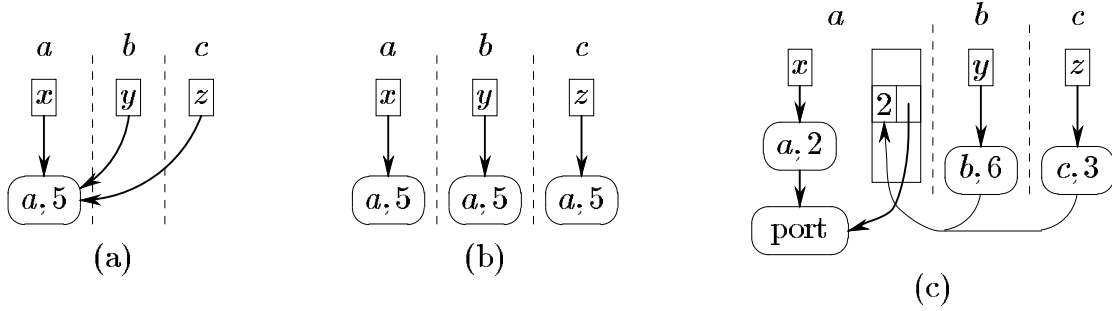 a b c
x y z
a, 5
(a)
a b c
x y z
a, 5 a, 5 a, 5
(b)
a b c
x y z
2
a, 2 b, 6 c, 3
port
(c)